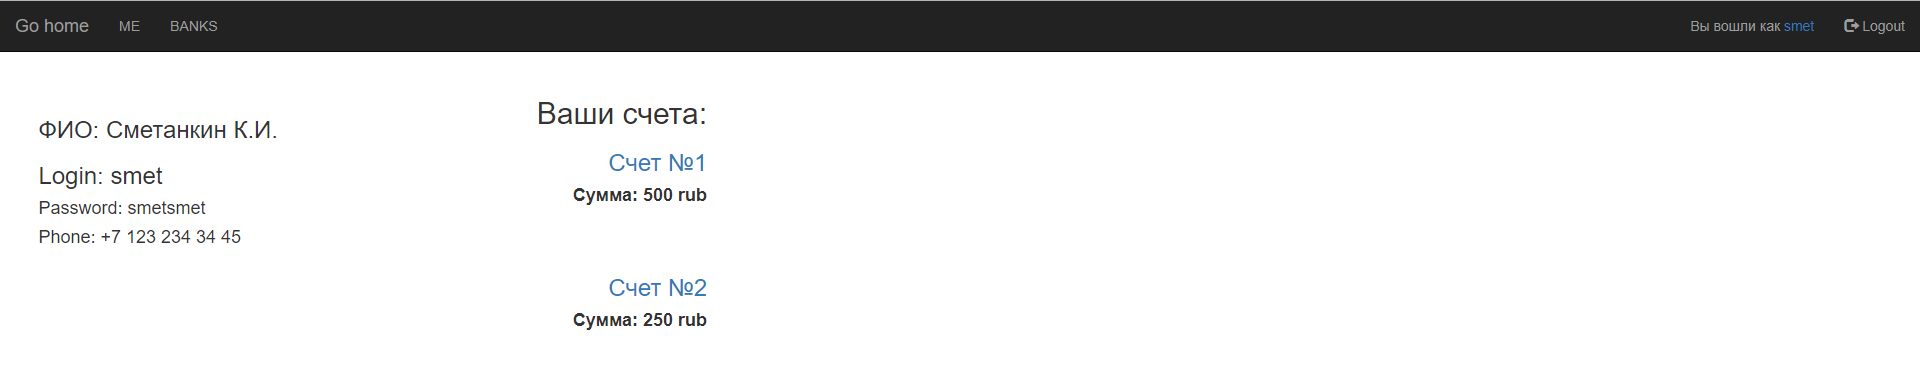 Go home ME BANKS Вы вошли как smet Logout
ФИО: Сметанкин К.И.
Login: smet
Password: smetsmet
Phone: +7 123 234 34 45
Ваши счета:
Счет №1
Сумма: 500 rub
Счет №2
Сумма: 250 rub